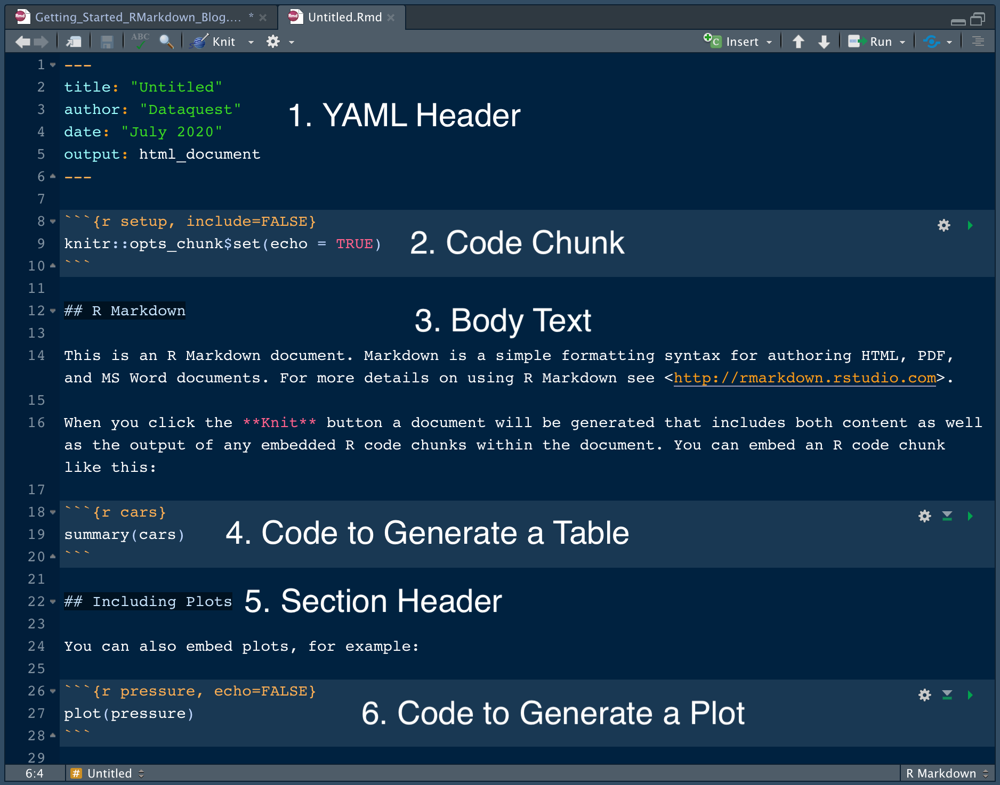 Getting_Started_RMarkdown_Blog.... * × Untitled.Rmd ×
ABC Knit Insert Run
1 ---
2 title: "Untitled"
3 author: "Dataquest"
1. YAML Header
4 date: "July 2020"
5 output: html_document
6 ---
7
8 ```{r setup, include=FALSE}
9 knitr::opts_chunk$set(echo = TRUE)
2. Code Chunk
10 ```
11
12 ## R Markdown
3. Body Text
13
14 This is an R Markdown document. Markdown is a simple formatting syntax for authoring HTML, PDF,
and MS Word documents. For more details on using R Markdown see <http://rmarkdown.rstudio.com>.
15
16 When you click the **Knit** button a document will be generated that includes both content as well
as the output of any embedded R code chunks within the document. You can embed an R code chunk
like this:
17
18 ```{r cars}
19 summary(cars)
4. Code to Generate a Table
20 ```
21
22 ## Including Plots
5. Section Header
23
24 You can also embed plots, for example:
25
26 ```{r pressure, echo=FALSE}
27 plot(pressure)
6. Code to Generate a Plot
28 ```
29
6:4 # Untitled R Markdown